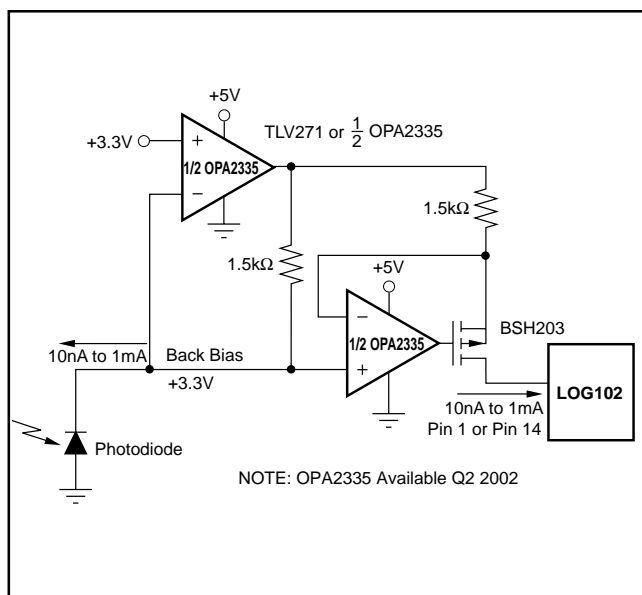 +5V
TLV271 or 1/2 OPA2335
+3.3V
+
1/2 OPA2335
−
1.5kΩ
1.5kΩ
+5V
−
BSH203
1/2 OPA2335
10nA to 1mA
Back Bias
+
+3.3V
LOG102
10nA to 1mA
Pin 1 or Pin 14
Photodiode
NOTE: OPA2335 Available Q2 2002